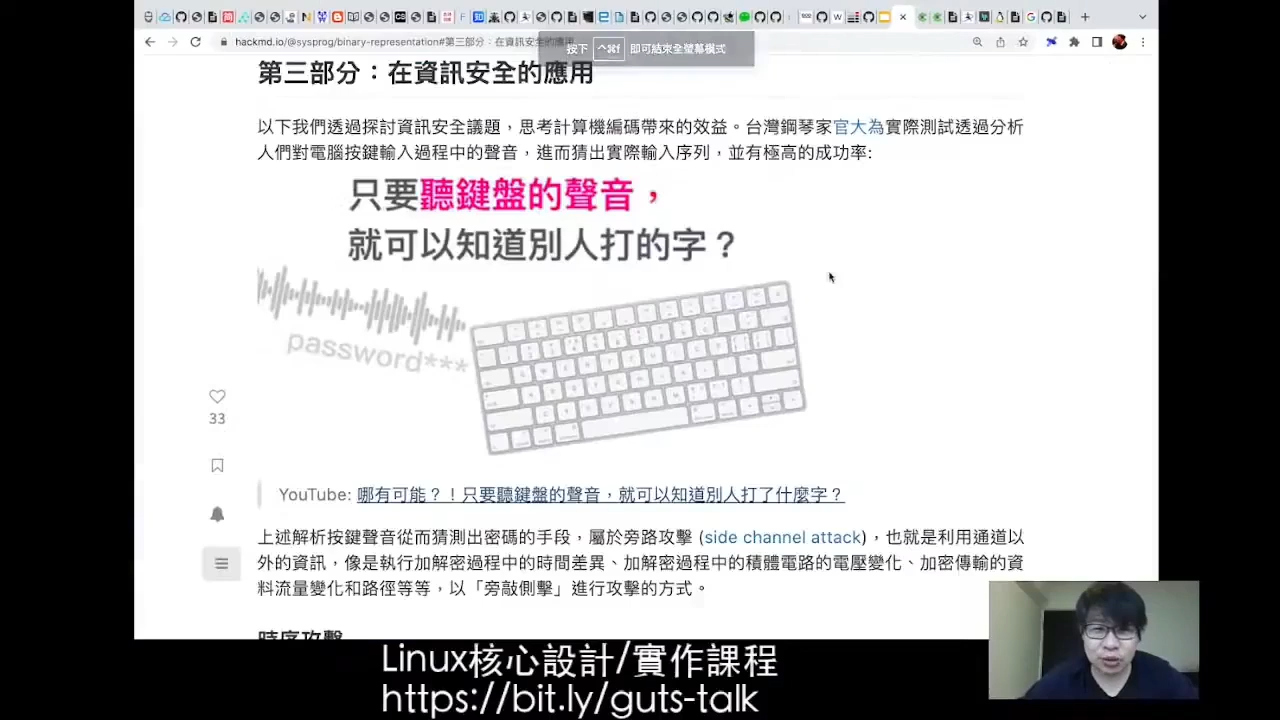 hackmd.io/@sysprog/binary-representation#第三部分：在資訊安全的應用
按下 ^⌘f 即可結束全螢幕模式
第三部分：在資訊安全的應用
以下我們透過探討資訊安全議題，思考計算機編碼帶來的效益。台灣鋼琴家官大為實際測試透過分析
人們對電腦按鍵輸入過程中的聲音，進而猜出實際輸入序列，並有極高的成功率:
只要聽鍵盤的聲音，
就可以知道別人打的字？
password***
33
YouTube: 哪有可能？！只要聽鍵盤的聲音，就可以知道別人打了什麼字？
上述解析按鍵聲音從而猜測出密碼的手段，屬於旁路攻擊 (side channel attack)，也就是利用通道以
外的資訊，像是執行加解密過程中的時間差異、加解密過程中的積體電路的電壓變化、加密傳輸的資
料流量變化和路徑等等，以「旁敲側擊」進行攻擊的方式。
時序攻擊
Linux核心設計/實作課程
https://bit.ly/guts-talk